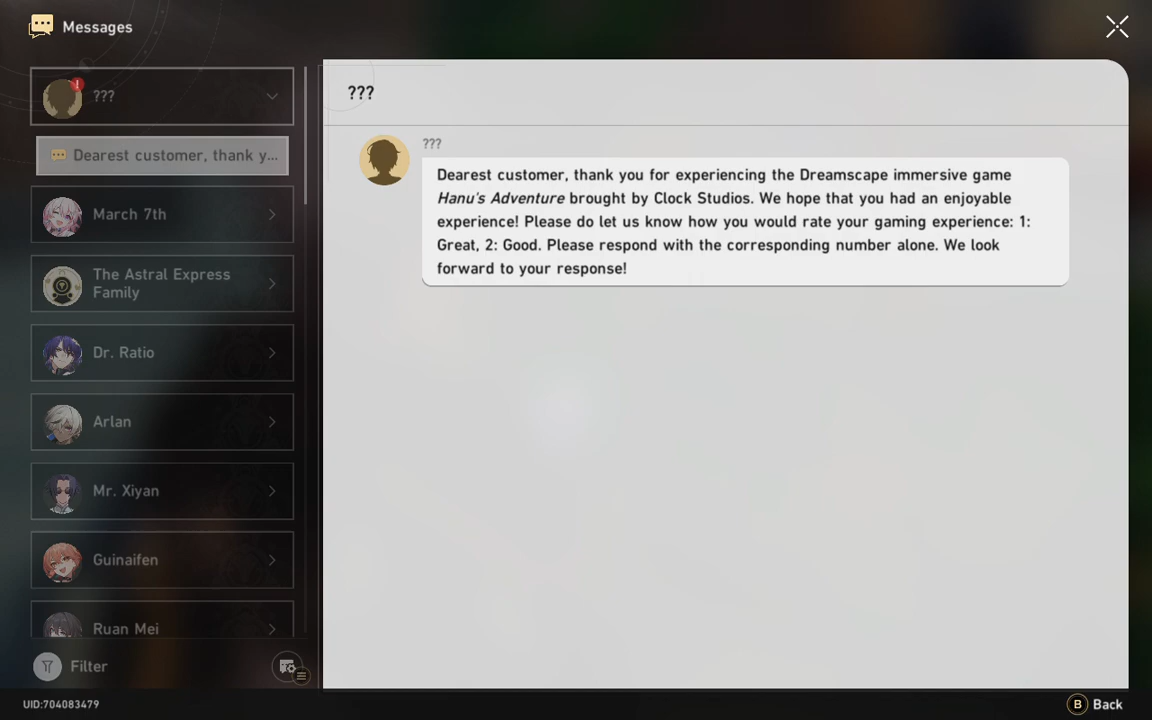 Messages
???
Dearest customer, thank y...
March 7th
The Astral Express
Family
Dr. Ratio
Arlan
Mr. Xiyan
Guinaifen
Ruan Mei
Filter
UID:704083479
???
???
Dearest customer, thank you for experiencing the Dreamscape immersive game
Hanu's Adventure brought by Clock Studios. We hope that you had an enjoyable
experience! Please do let us know how you would rate your gaming experience: 1:
Great, 2: Good. Please respond with the corresponding number alone. We look
forward to your response!
B Back